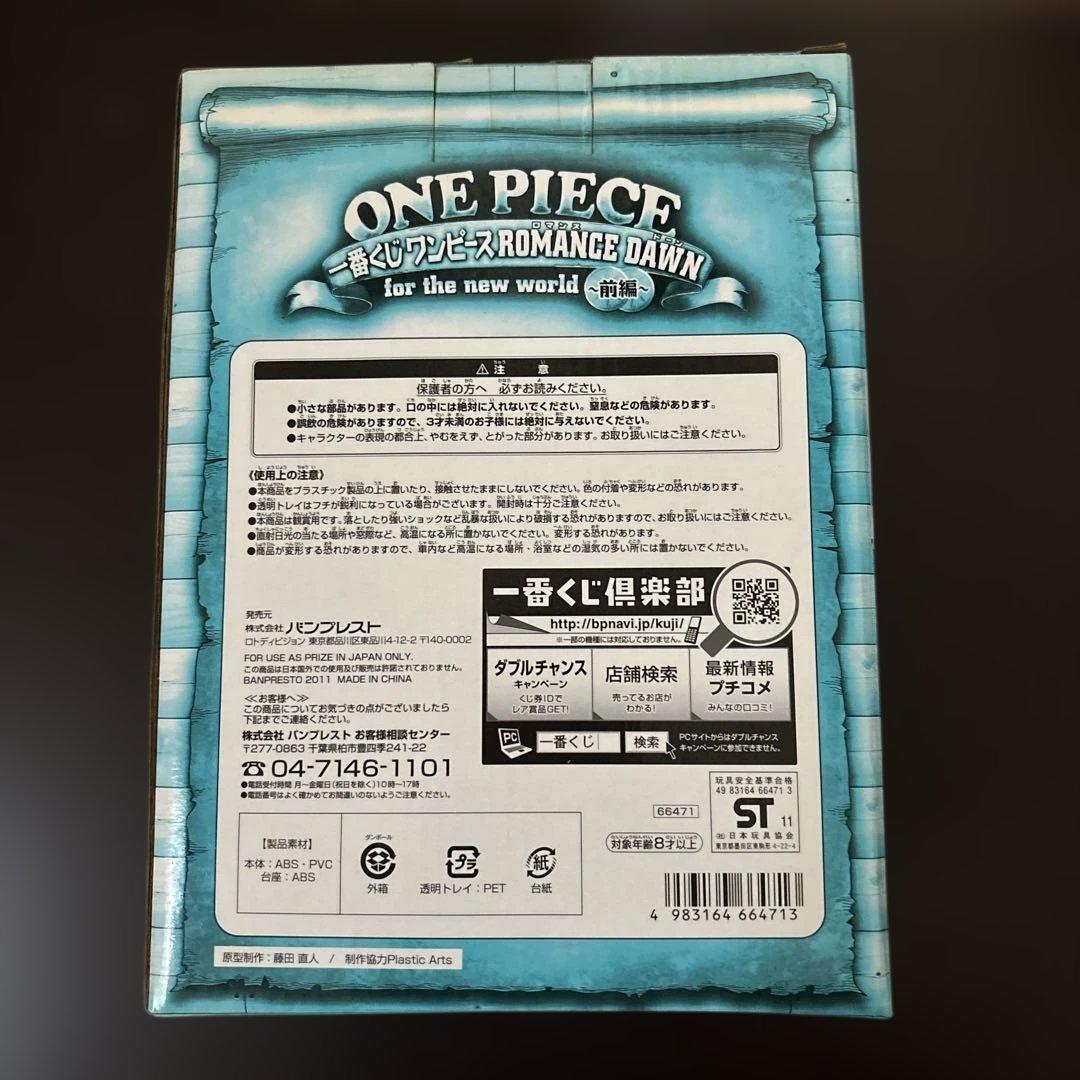 ONE PIECE
一番くじワンピース ROMANCE DAWN
ロマンス ドーン
for the new world ～前編～
⚠注意
保護者の方へ 必ずお読みください。
●小さな部品があります。口の中には絶対に入れないでください。窒息などの危険があります。
●誤飲の危険がありますので、3才未満のお子様には絶対に与えないでください。
●キャラクターの表現の都合上、やむをえず、とがった部分があります。お取り扱いにはご注意ください。
《使用上の注意》
●本商品をプラスチック製品の上に置いたり、接触させたままにしないでください。色の付着や変形などの恐れがあります。
●透明トレイはフチが鋭利になっている場合がございます。開封時は十分ご注意ください。
●本商品は観賞用です。落としたり強いショックなど乱暴な扱いにより破損する恐れがありますので、お取り扱いにはご注意ください。
●直射日光の当たる場所や窓際など、高温になる所に置かないでください。変形する恐れがあります。
●商品が変形する恐れがありますので、車内など高温になる場所・浴室などの湿気の多い所には置かないでください。
発売元
株式会社 バンプレスト
ロトディビジョン 東京都品川区東品川4-12-2 〒140-0002
FOR USE AS PRIZE IN JAPAN ONLY.
この商品は日本国外での使用及び販売は許諾されておりません。
BANPRESTO 2011 MADE IN CHINA
≪お客様へ≫
この商品についてお気づきの点がございましたら
下記までご連絡ください。
株式会社 バンプレスト お客様相談センター
〒277-0863 千葉県柏市豊四季241-22
☎04-7146-1101
●電話受付時間 月～金曜日(祝日を除く)10時～17時
●電話番号はよく確かめてお間違いのないようご注意ください。
一番くじ倶楽部
http://bpnavi.jp/kuji/
※一部の機種には対応しておりません。
ダブルチャンス
キャンペーン
くじ券IDで
レア賞品GET!
店舗検索
売ってるお店が
わかる!
最新情報
プチコメ
みんなの口コミ!
PC
一番くじ
検索
PCサイトからはダブルチャンス
キャンペーンに参加できません。
66471
対象年齢8才以上
玩具安全基準合格
49 83164 66471 3
ST 11
(社)日本玩具協会
東京都墨田区東駒形4-22-4
【製品素材】
本体：ABS・PVC
台座：ABS
ダンボール
外箱
プラ
透明トレイ：PET
紙
台紙
4 983164 664713
原型制作：藤田 直人 / 制作協力Plastic Arts